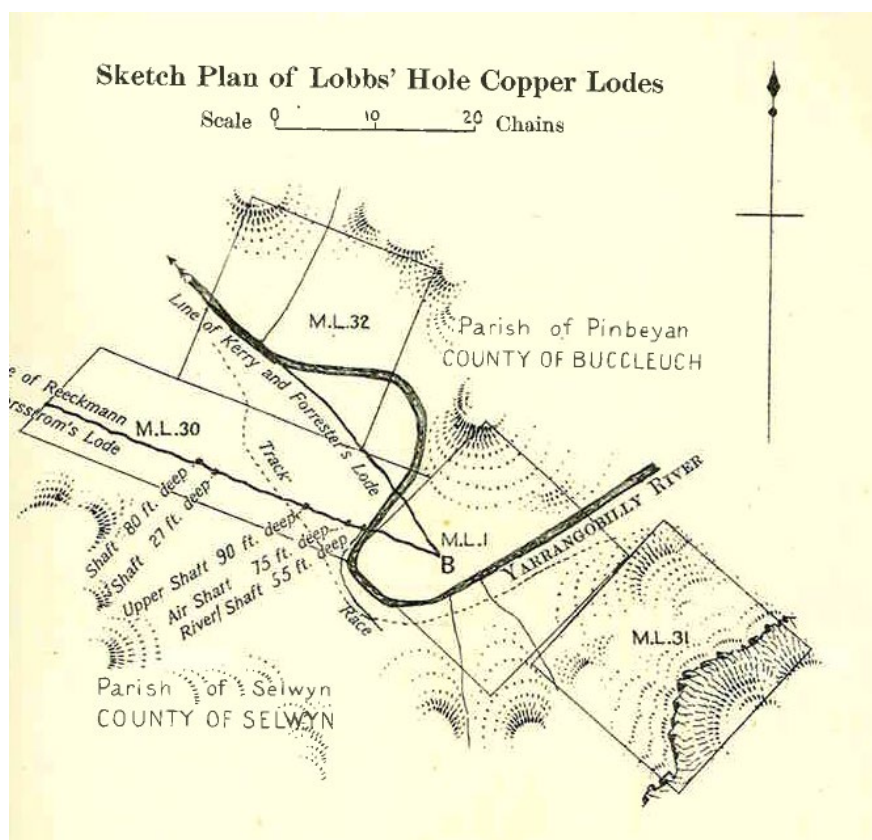 Sketch Plan of Lobbs' Hole Copper Lodes
Scale 0 10 20 Chains
M.L.32
Line of Kerry and Forrester's Lode
Parish of Pinbeyan
COUNTY OF BUCCLEUCH
e of Reeckmann
rsstrom's Lode
M.L.30
Track
Shaft 80 ft. deep
Shaft 27 ft. deep
Upper Shaft 90 ft. deep
Air Shart 75 ft. deep
River Shaft 55 ft. deep
M.L.1
B
YARRANGOBILLY RIVER
Race
M.L.31
Parish of Selwyn
COUNTY OF SELWYN